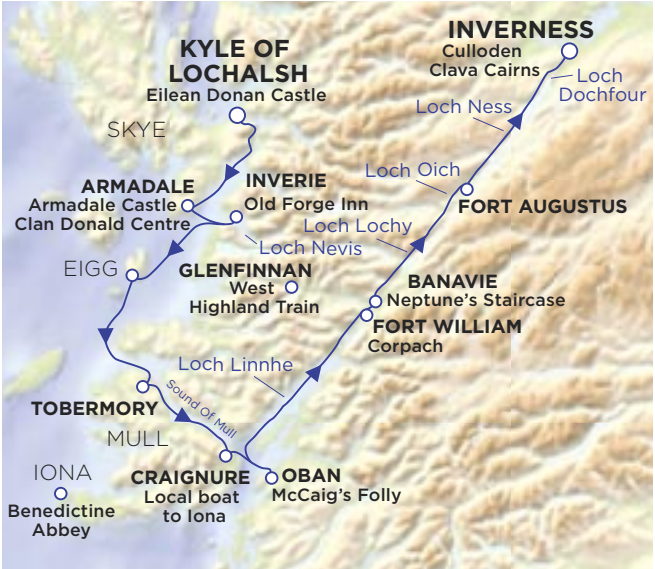 INVERNESS
Culloden
Clava Cairns
Loch
Dochfour
KYLE OF
LOCHALSH
Eilean Donan Castle
Loch Ness
SKYE
Loch Oich
ARMADALE
Armadale Castle
Clan Donald Centre
INVERIE
Old Forge Inn
FORT AUGUSTUS
Loch Lochy
Loch Nevis
EIGG
GLENFINNAN
West
Highland Train
BANAVIE
Neptune's Staircase
FORT WILLIAM
Corpach
Loch Linnhe
Sound Of Mull
TOBERMORY
MULL
IONA
Benedictine
Abbey
CRAIGNURE
Local boat
to Iona
OBAN
McCaig's Folly